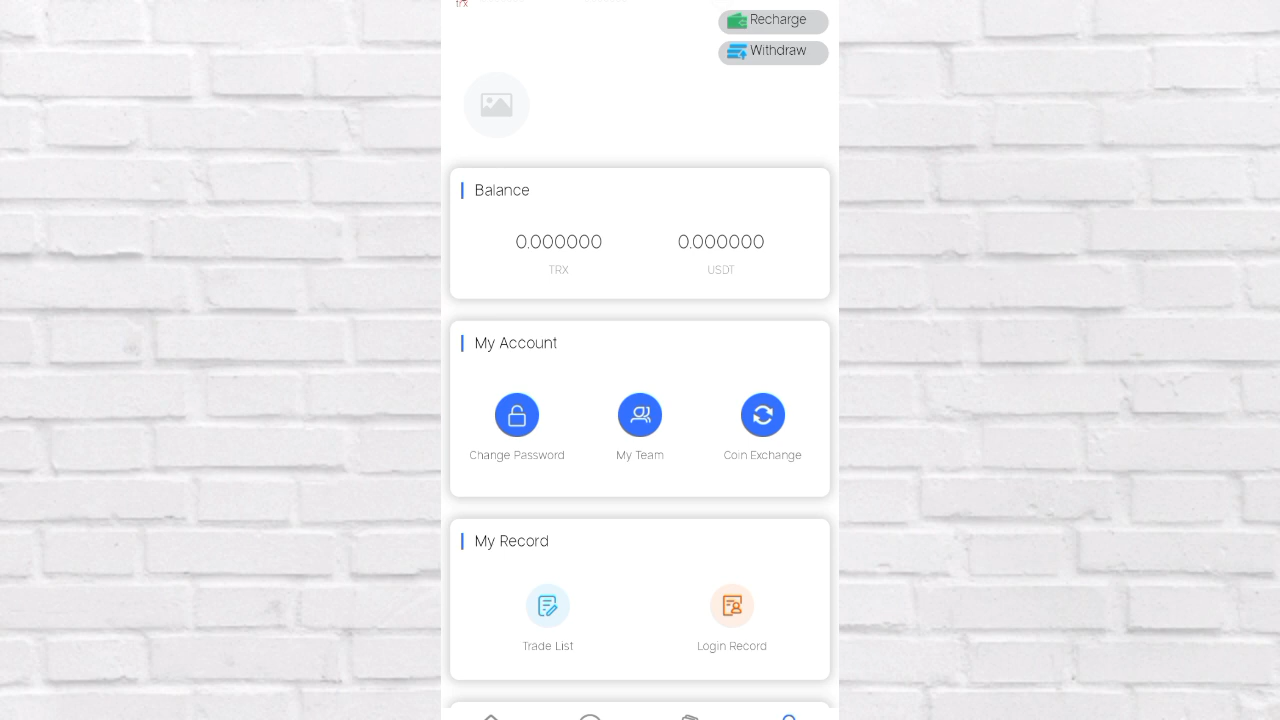 trx
Recharge
Withdraw
Balance
0.000000 0.000000
TRX USDT
My Account
Change Password My Team Coin Exchange
My Record
Trade List Login Record